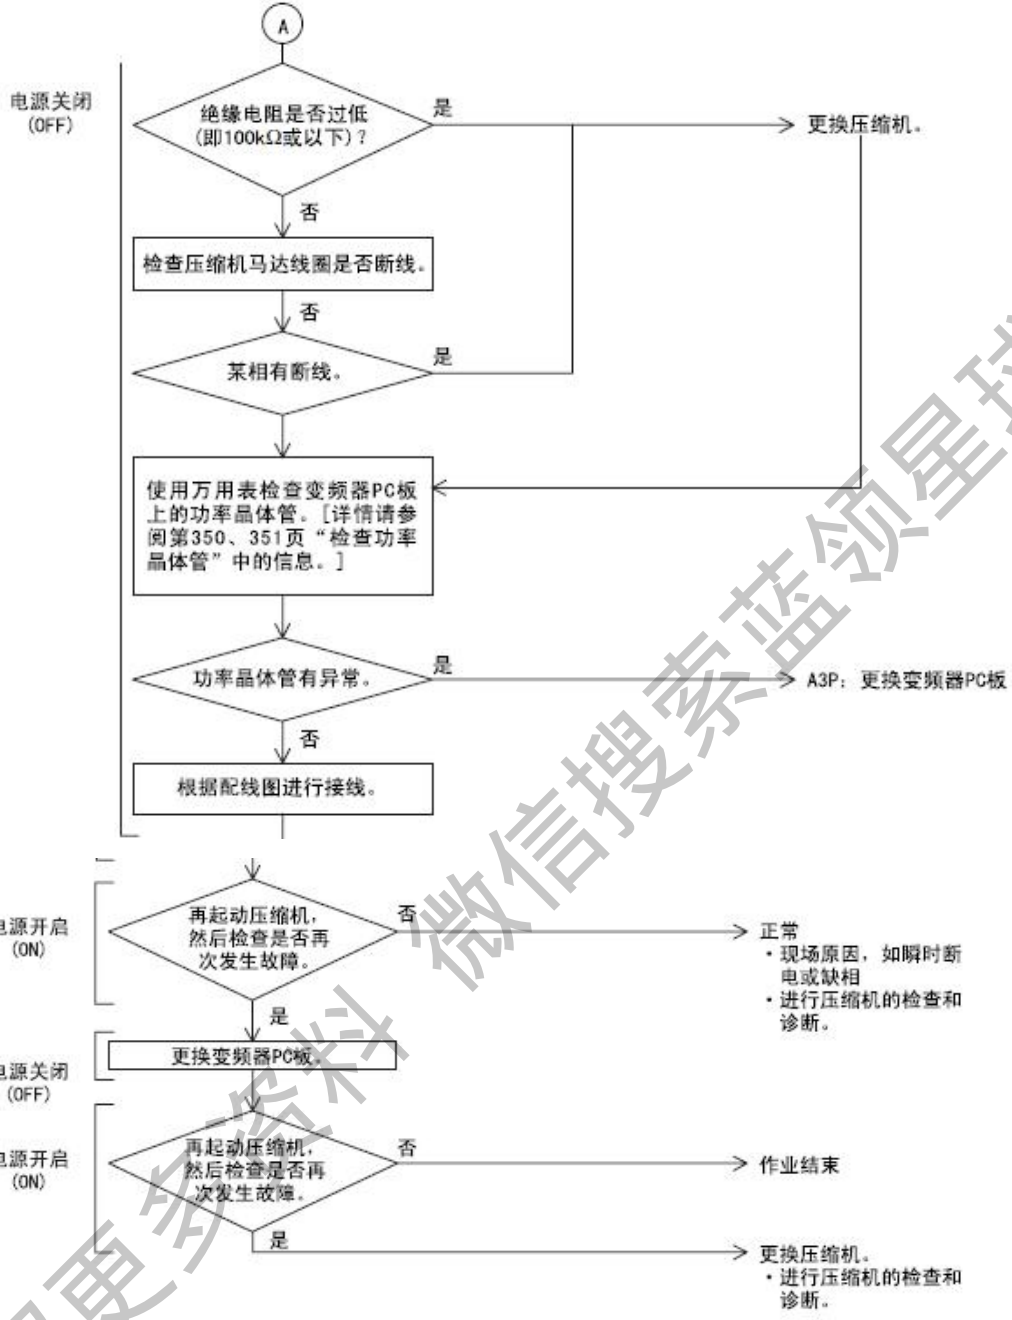 A
电源关闭
(OFF)
绝缘电阻是否过低
(即100kΩ或以下)？
是
更换压缩机。
否
检查压缩机马达线圈是否断线。
否
某相有断线。
是
使用万用表检查变频器PC板
上的功率晶体管。[详情请参
阅第350、351页“检查功率
晶体管”中的信息。]
功率晶体管有异常。
是
A3P：更换变频器PC板
否
根据配线图进行接线。
电源开启
(ON)
再起动压缩机，
然后检查是否再
次发生故障。
否
正常
・现场原因，如瞬时断
电或缺相
・进行压缩机的检查和
诊断。
是
电源关闭
(OFF)
更换变频器PC板。
电源开启
(ON)
再起动压缩机，
然后检查是否再
次发生故障。
否
作业结束
是
更换压缩机。
・进行压缩机的检查和
诊断。
更多资料 微信搜索蓝领星球